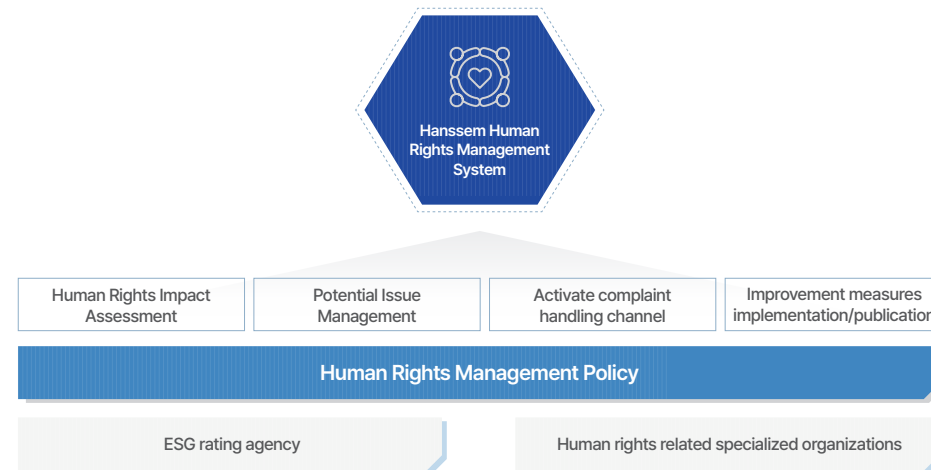 Hanssem Human
Rights Management
System
Human Rights Impact
Assessment
Potential Issue
Management
Activate complaint
handling channel
Improvement measures
implementation/publication
Human Rights Management Policy
ESG rating agency
Human rights related specialized organizations